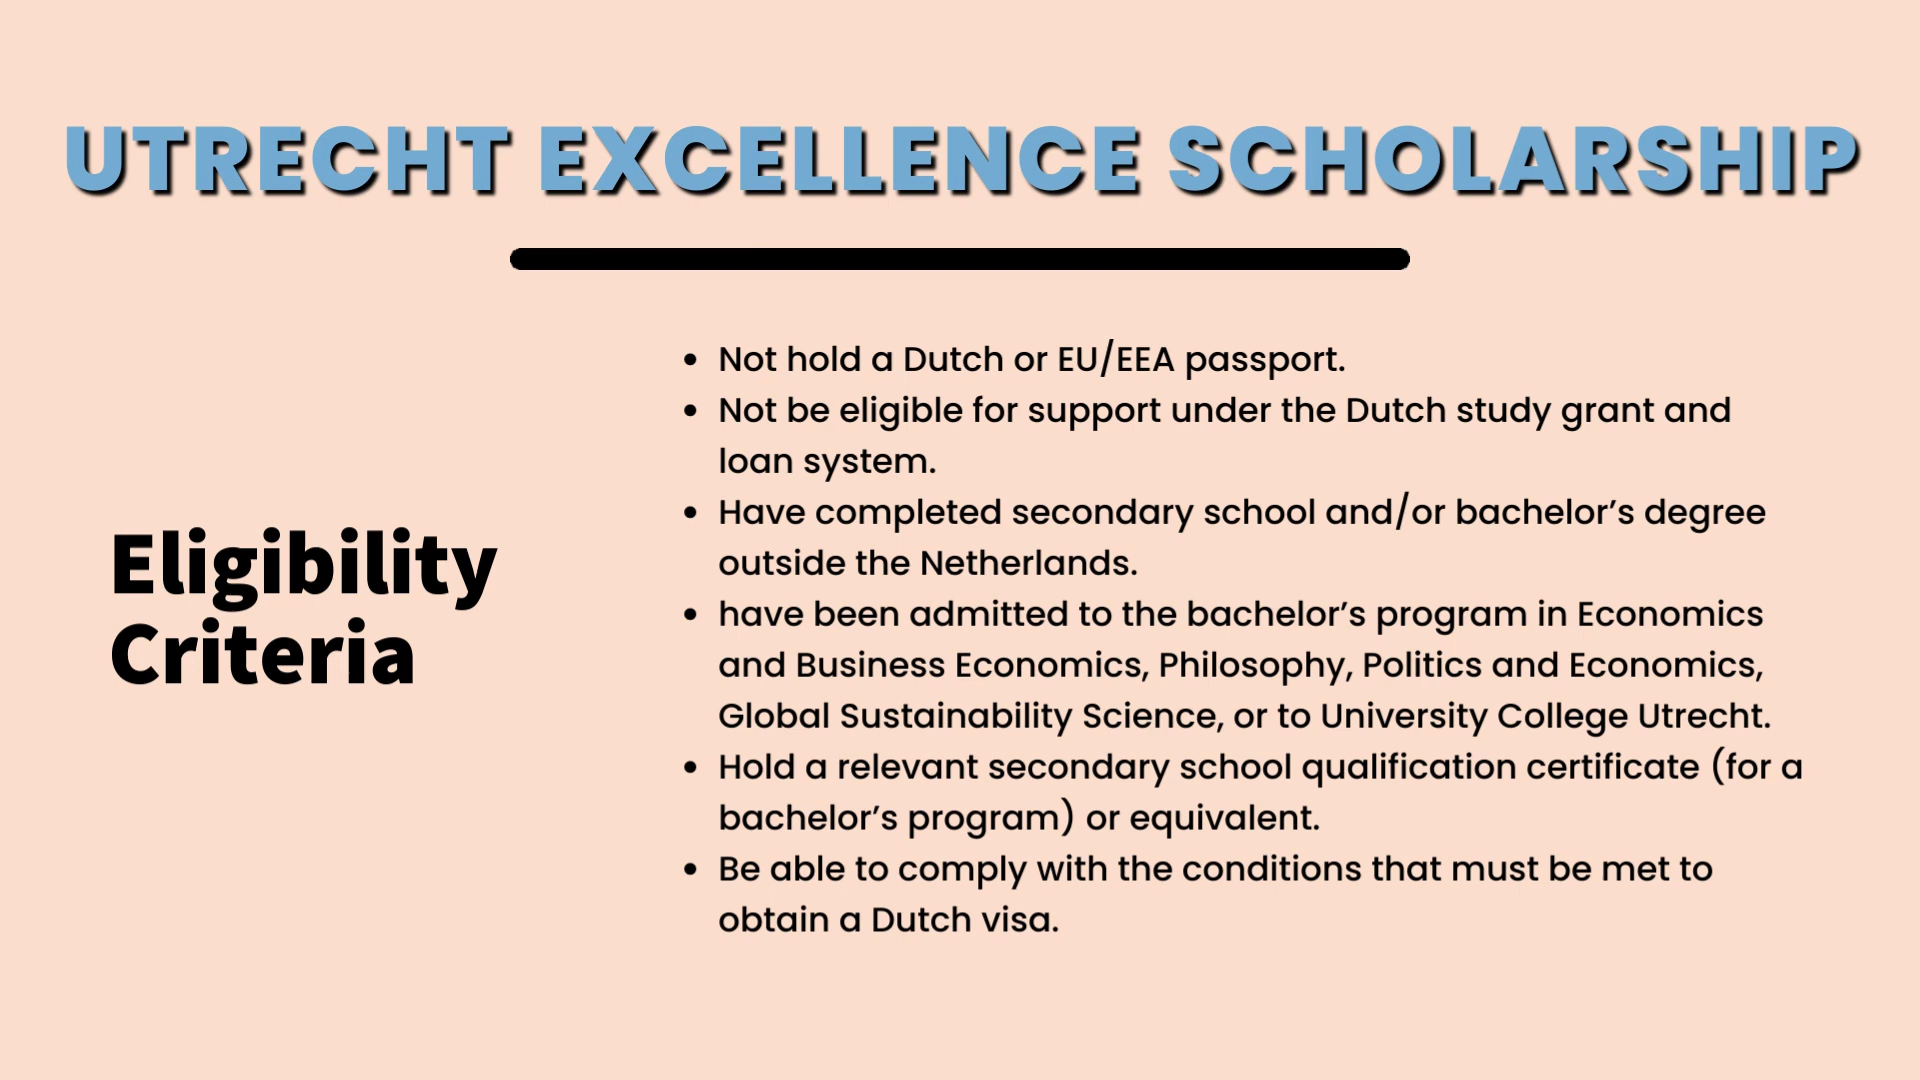 UTRECHT EXCELLENCE SCHOLARSHIP
Eligibility
Criteria
• Not hold a Dutch or EU/EEA passport.
• Not be eligible for support under the Dutch study grant and
loan system.
• Have completed secondary school and/or bachelor’s degree
outside the Netherlands.
• have been admitted to the bachelor’s program in Economics
and Business Economics, Philosophy, Politics and Economics,
Global Sustainability Science, or to University College Utrecht.
• Hold a relevant secondary school qualification certificate (for a
bachelor’s program) or equivalent.
• Be able to comply with the conditions that must be met to
obtain a Dutch visa.